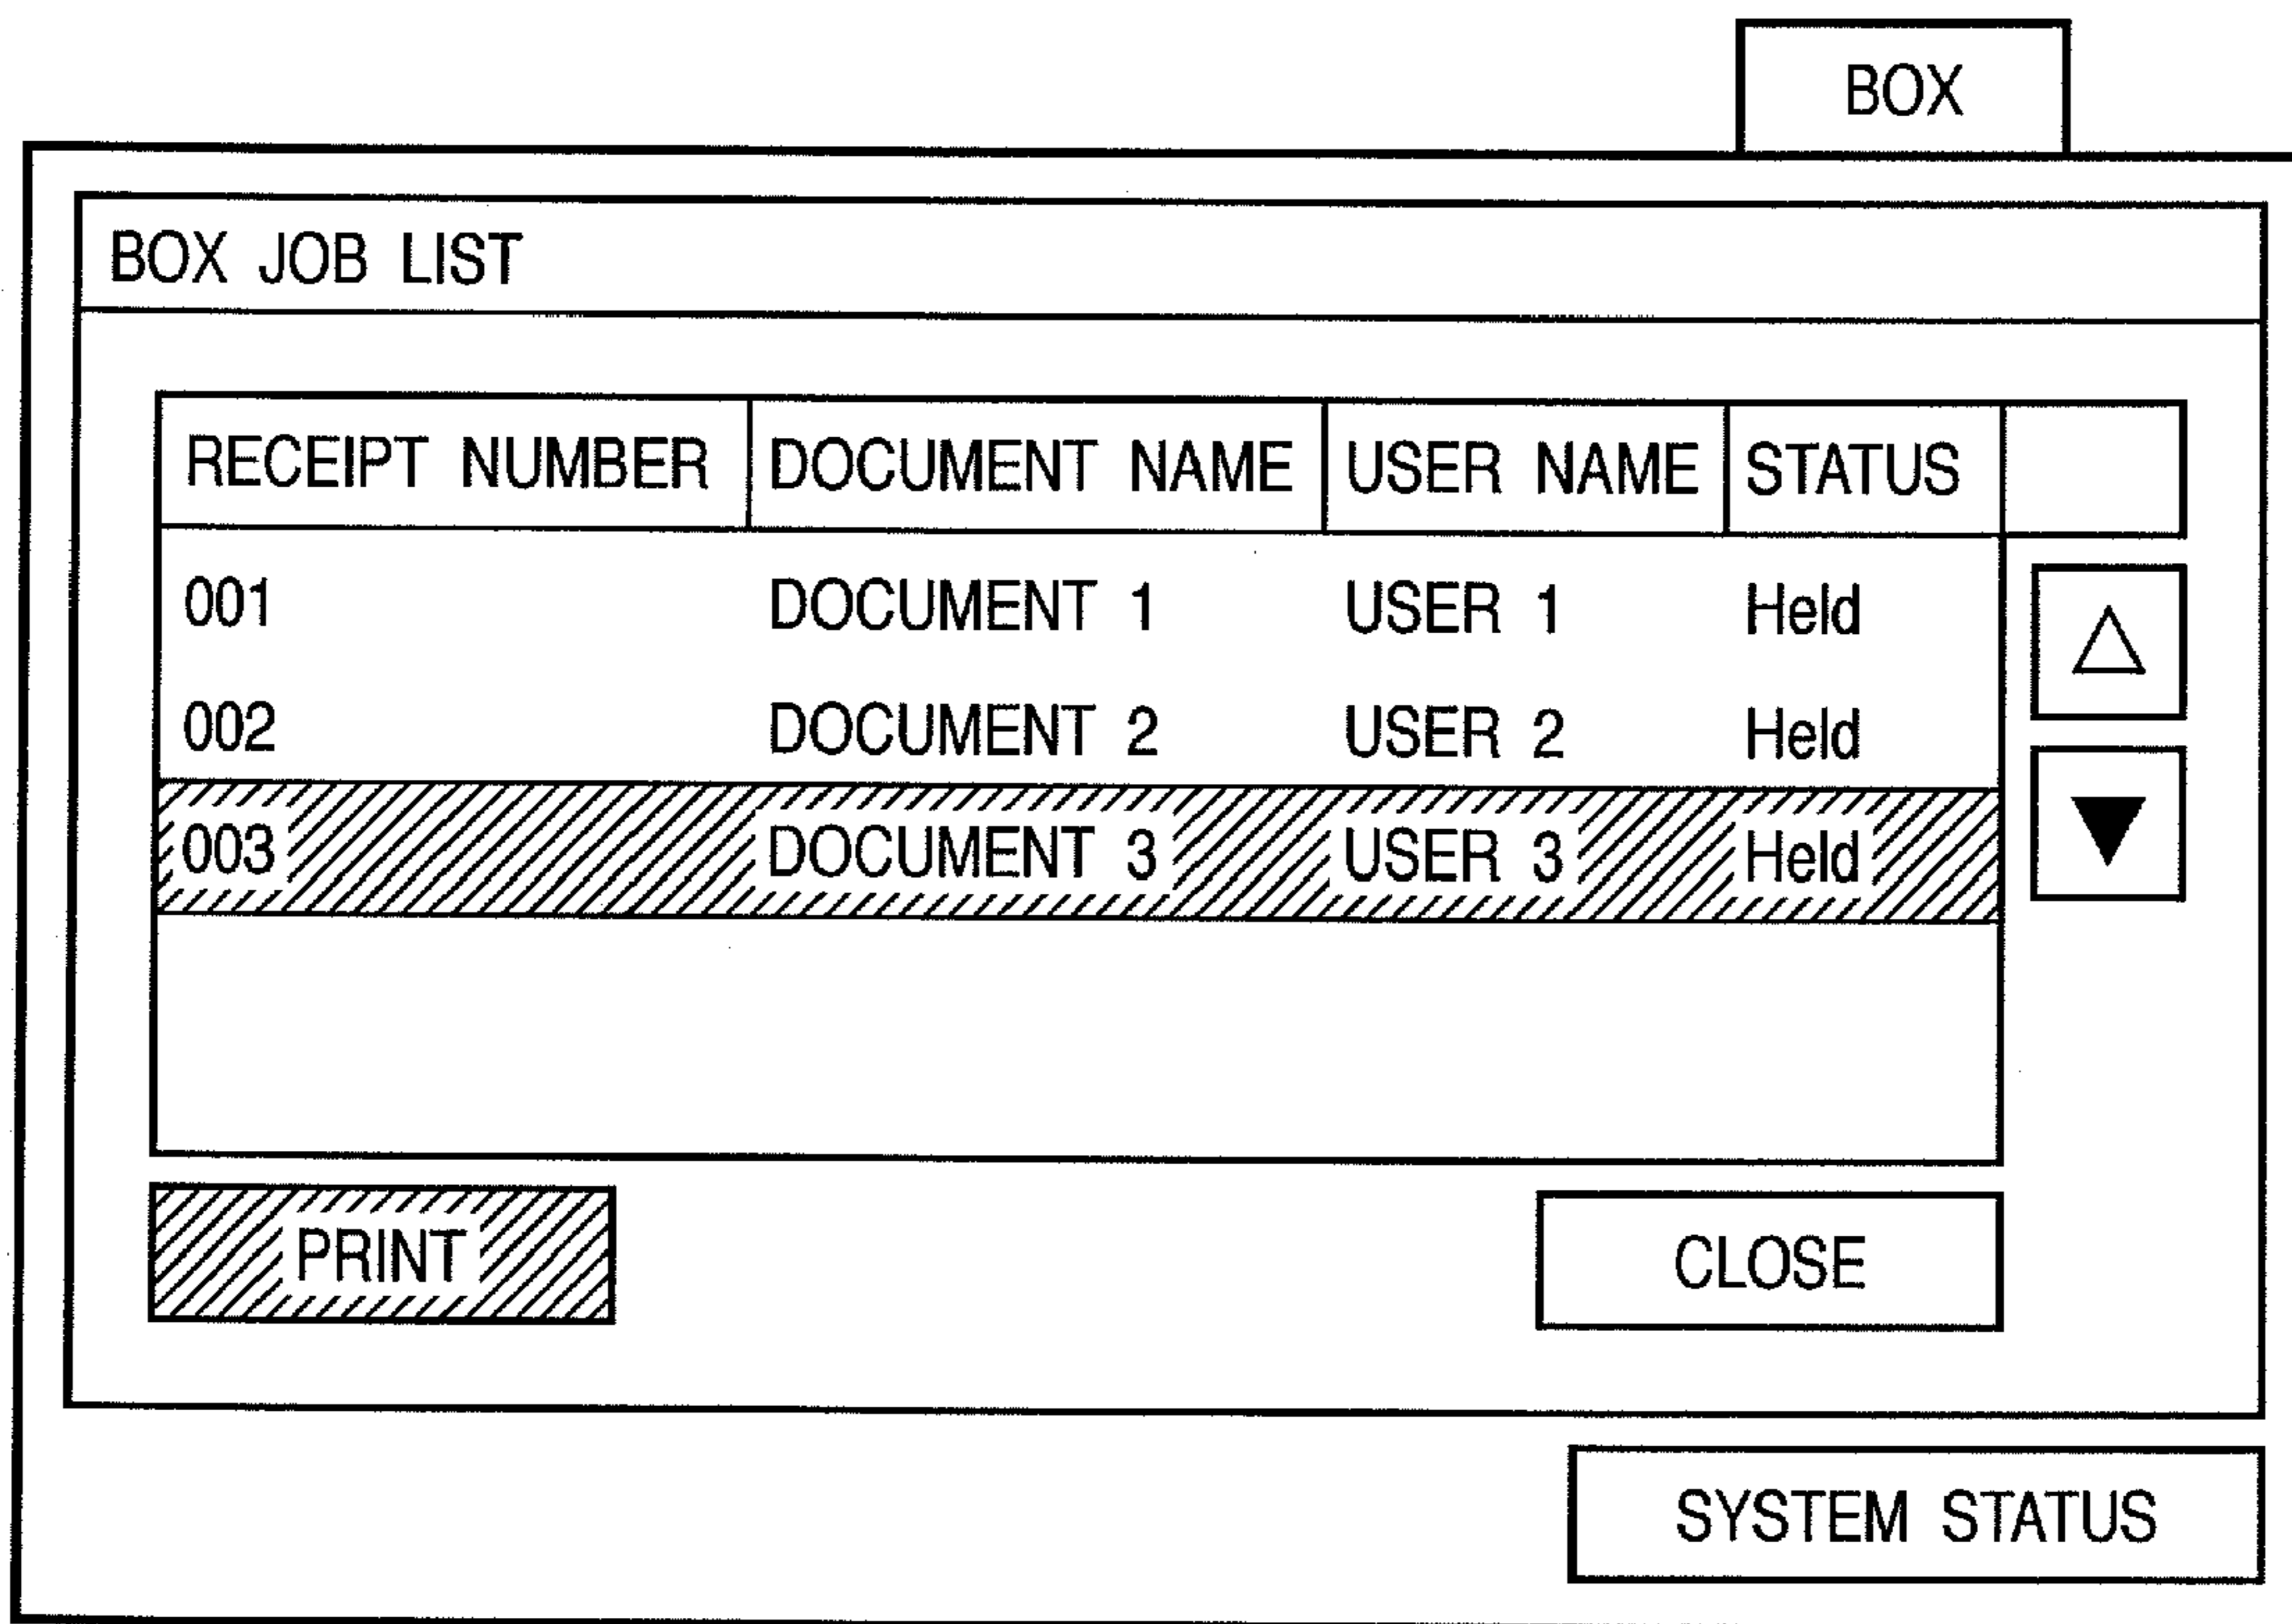 BOX
BOX JOB LIST
RECEIPT NUMBER DOCUMENT NAME USER NAME STATUS
001 DOCUMENT 1 USER 1 Held
002 DOCUMENT 2 USER 2 Held
003 DOCUMENT 3 USER 3 Held
PRINT CLOSE
SYSTEM STATUS